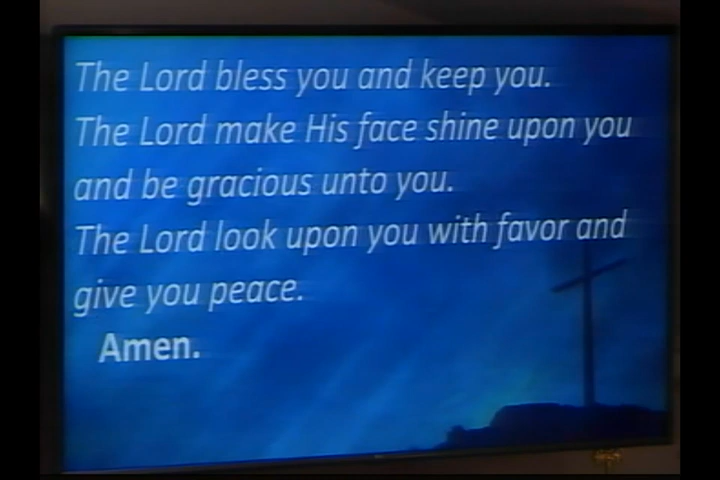 The Lord bless you and keep you.
The Lord make His face shine upon you
and be gracious unto you.
The Lord look upon you with favor and
give you peace.
Amen.